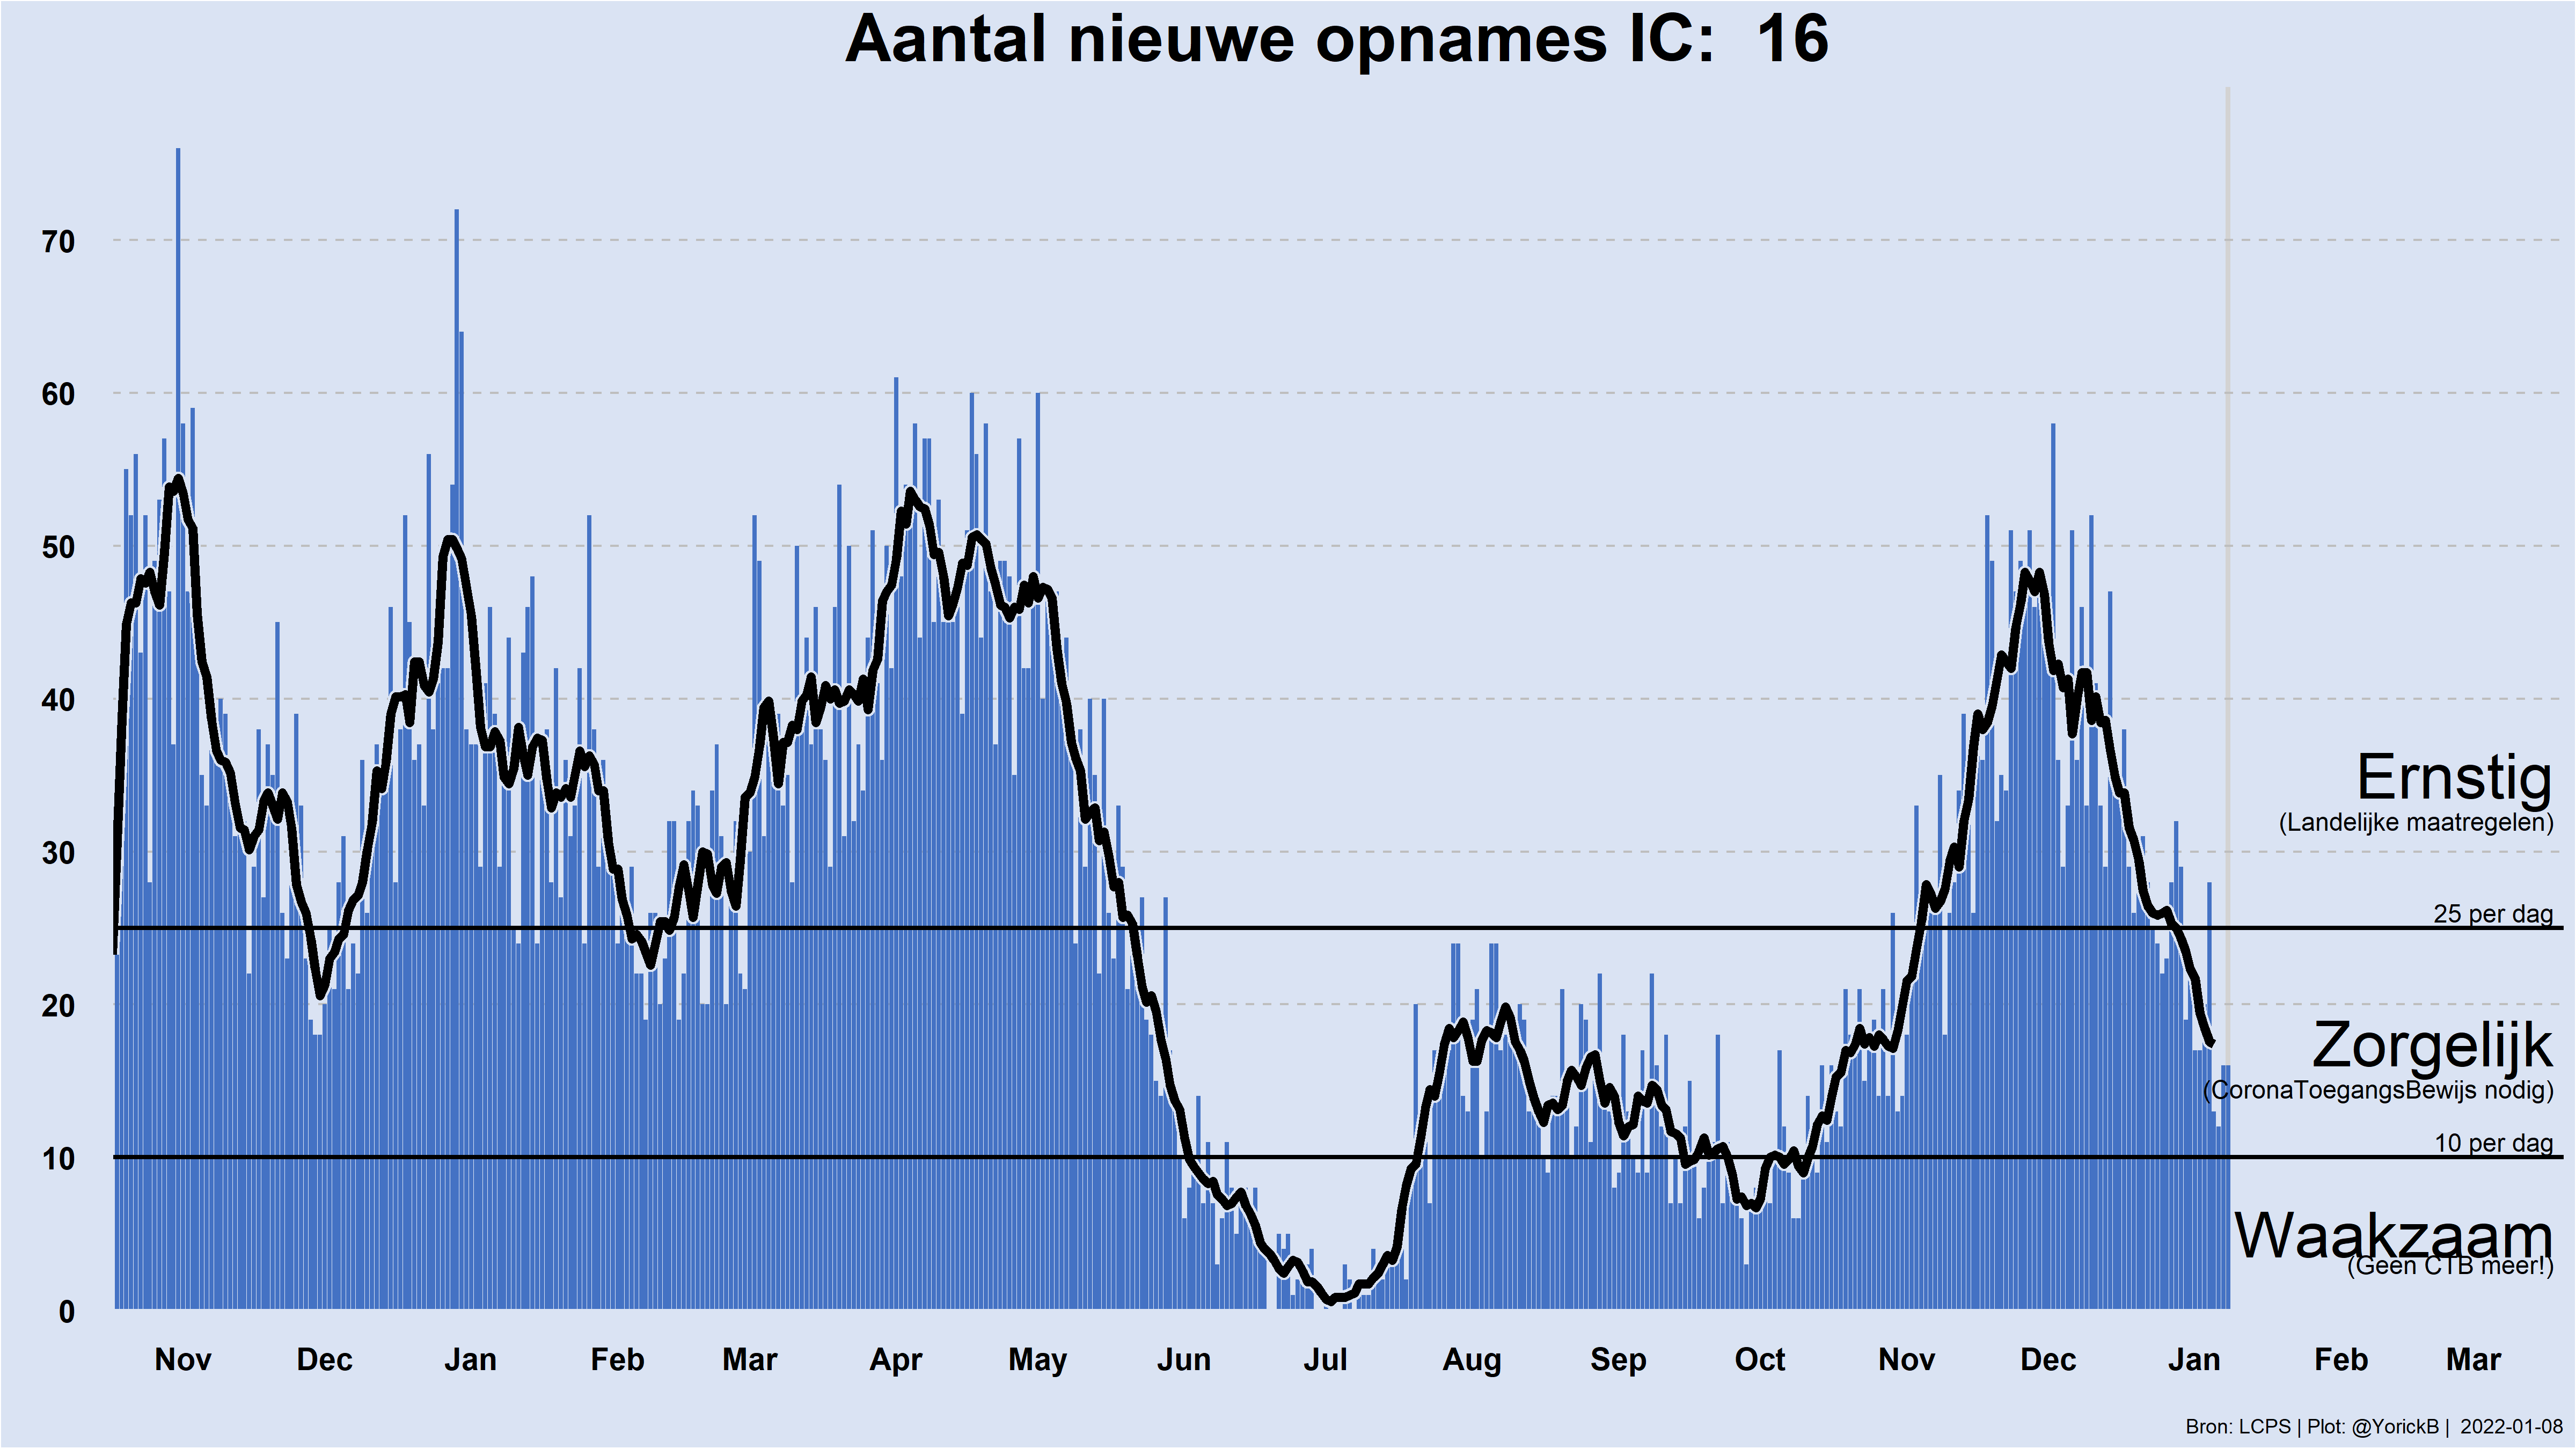 Aantal nieuwe opnames IC:  16
70
60
50
40
30
20
10
0
Ernstig
(Landelijke maatregelen)
25 per dag
Zorgelijk
(CoronaToegangsBewijs nodig)
10 per dag
Waakzaam
(Geen CTB meer!)
Nov Dec Jan Feb Mar Apr May Jun Jul Aug Sep Oct Nov Dec Jan Feb Mar
Bron: LCPS | Plot: @YorickB |  2022-01-08